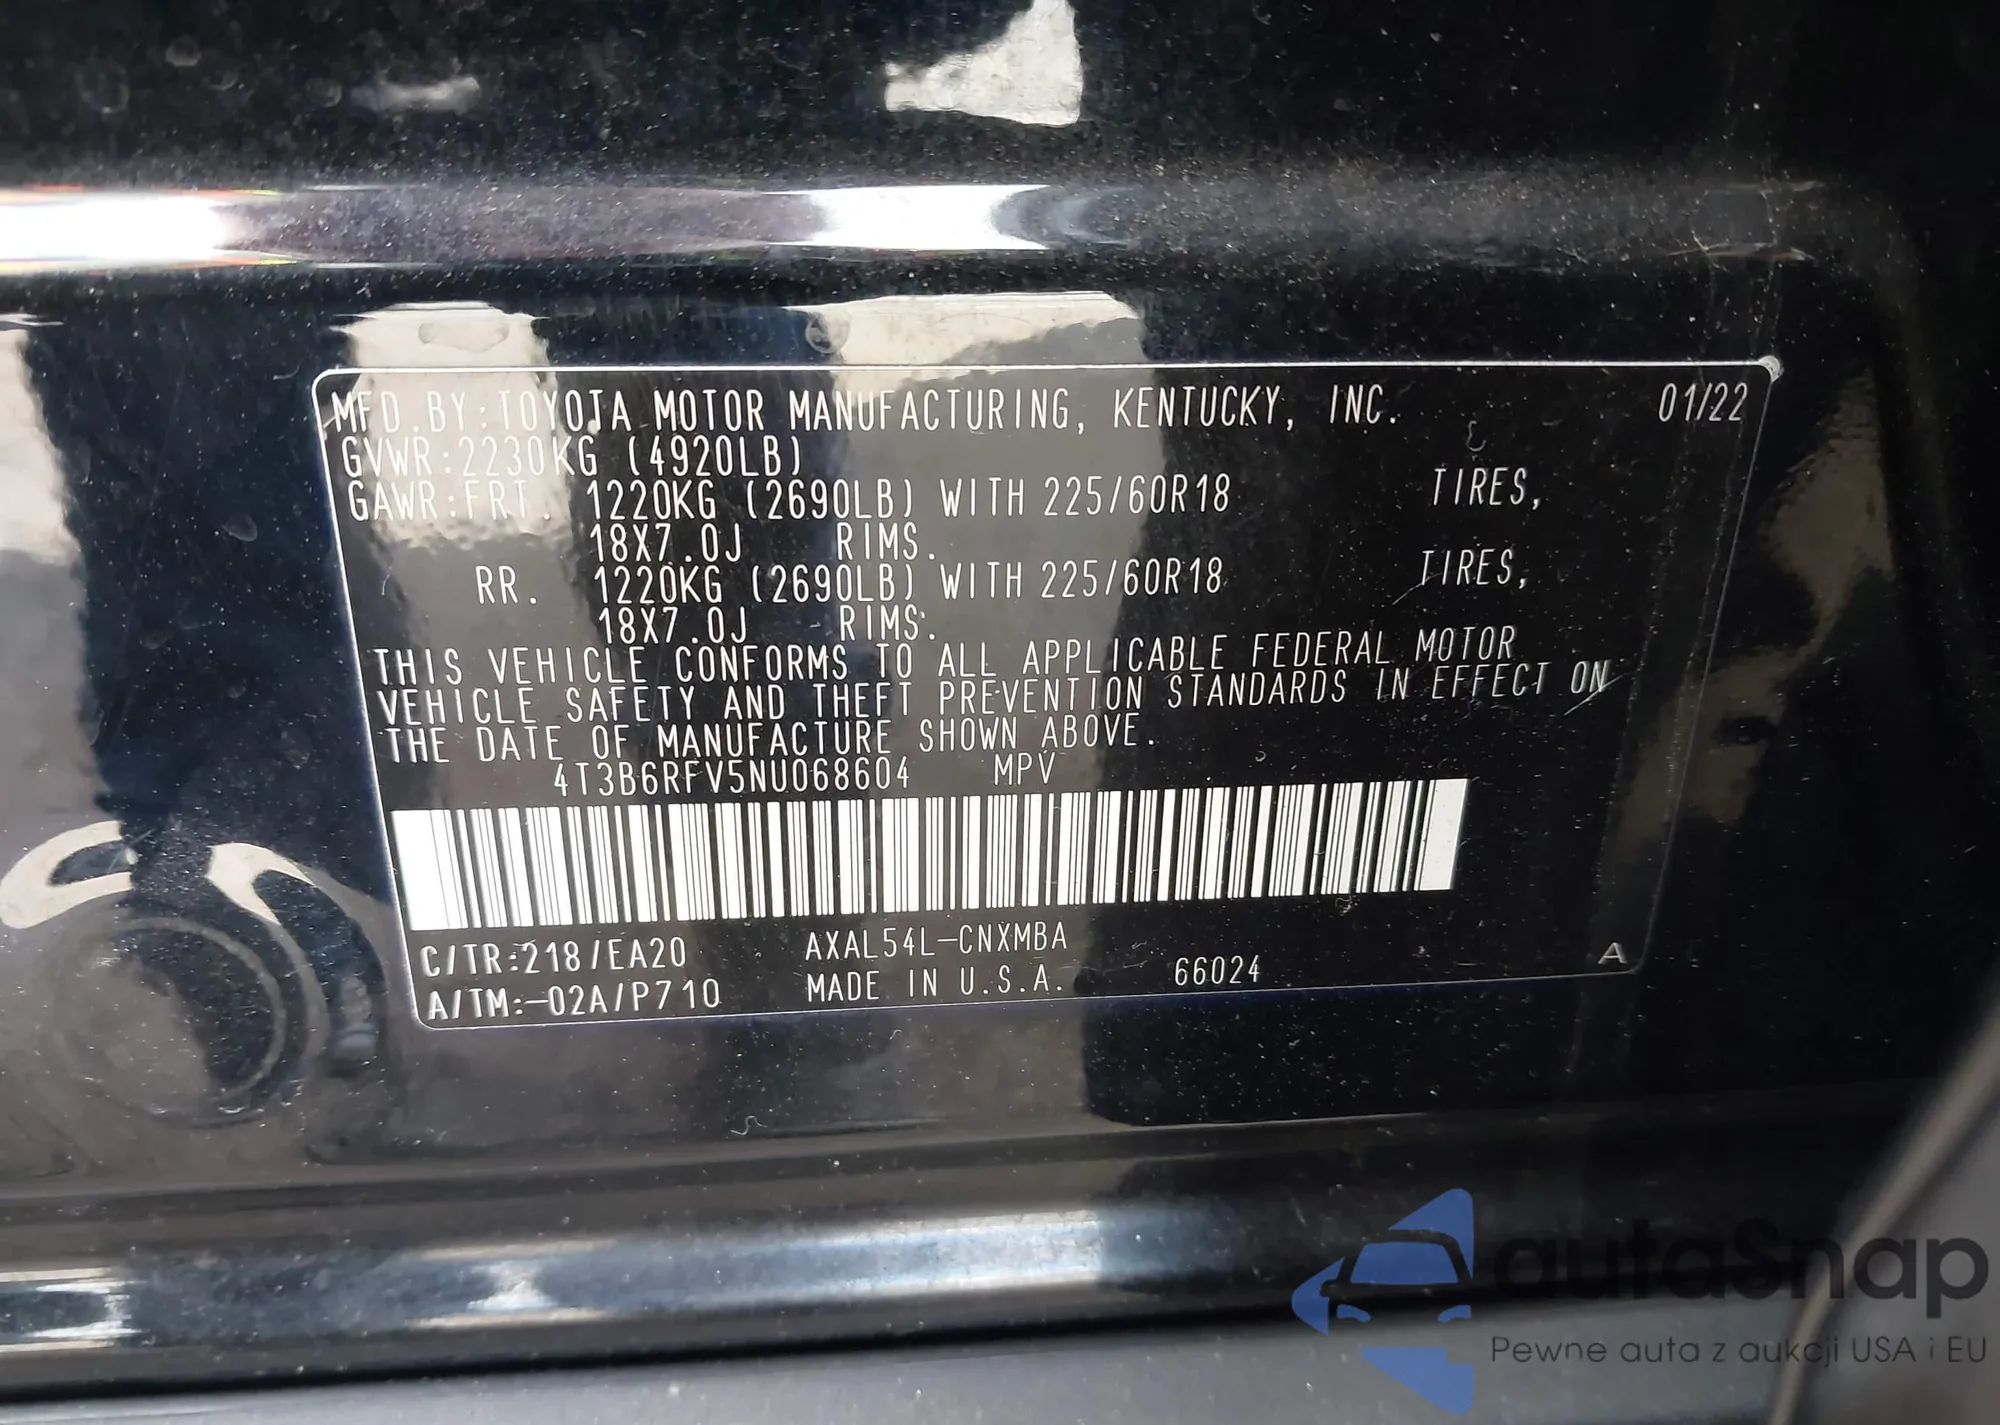 MFD.BY:TOYOTA MOTOR MANUFACTURING, KENTUCKY, INC. 01/22
GVWR:2230KG (4920LB)
GAWR:FRT. 1220KG (2690LB) WITH 225/60R18 TIRES,
18X7.0J RIMS.
RR. 1220KG (2690LB) WITH 225/60R18 TIRES,
18X7.0J RIMS.
THIS VEHICLE CONFORMS TO ALL APPLICABLE FEDERAL MOTOR
VEHICLE SAFETY AND THEFT PREVENTION STANDARDS IN EFFECT ON
THE DATE OF MANUFACTURE SHOWN ABOVE.
4T3B6RFV5NU068604 MPV
C/TR:218/EA20 AXAL54L-CNXMBA
A/TM:-02A/P710 MADE IN U.S.A. 66024 A
autaSnap
Pewne auta z aukcji USA i EU